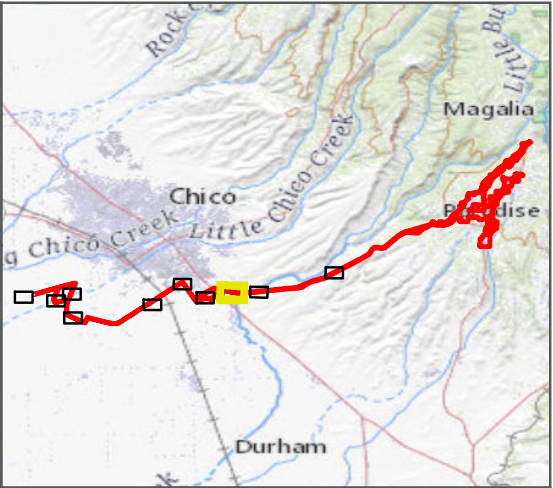 Rock C
Little Bu
Magalia
Chico
Little Chico Creek
Paradise
g Chico Creek
Durham
k